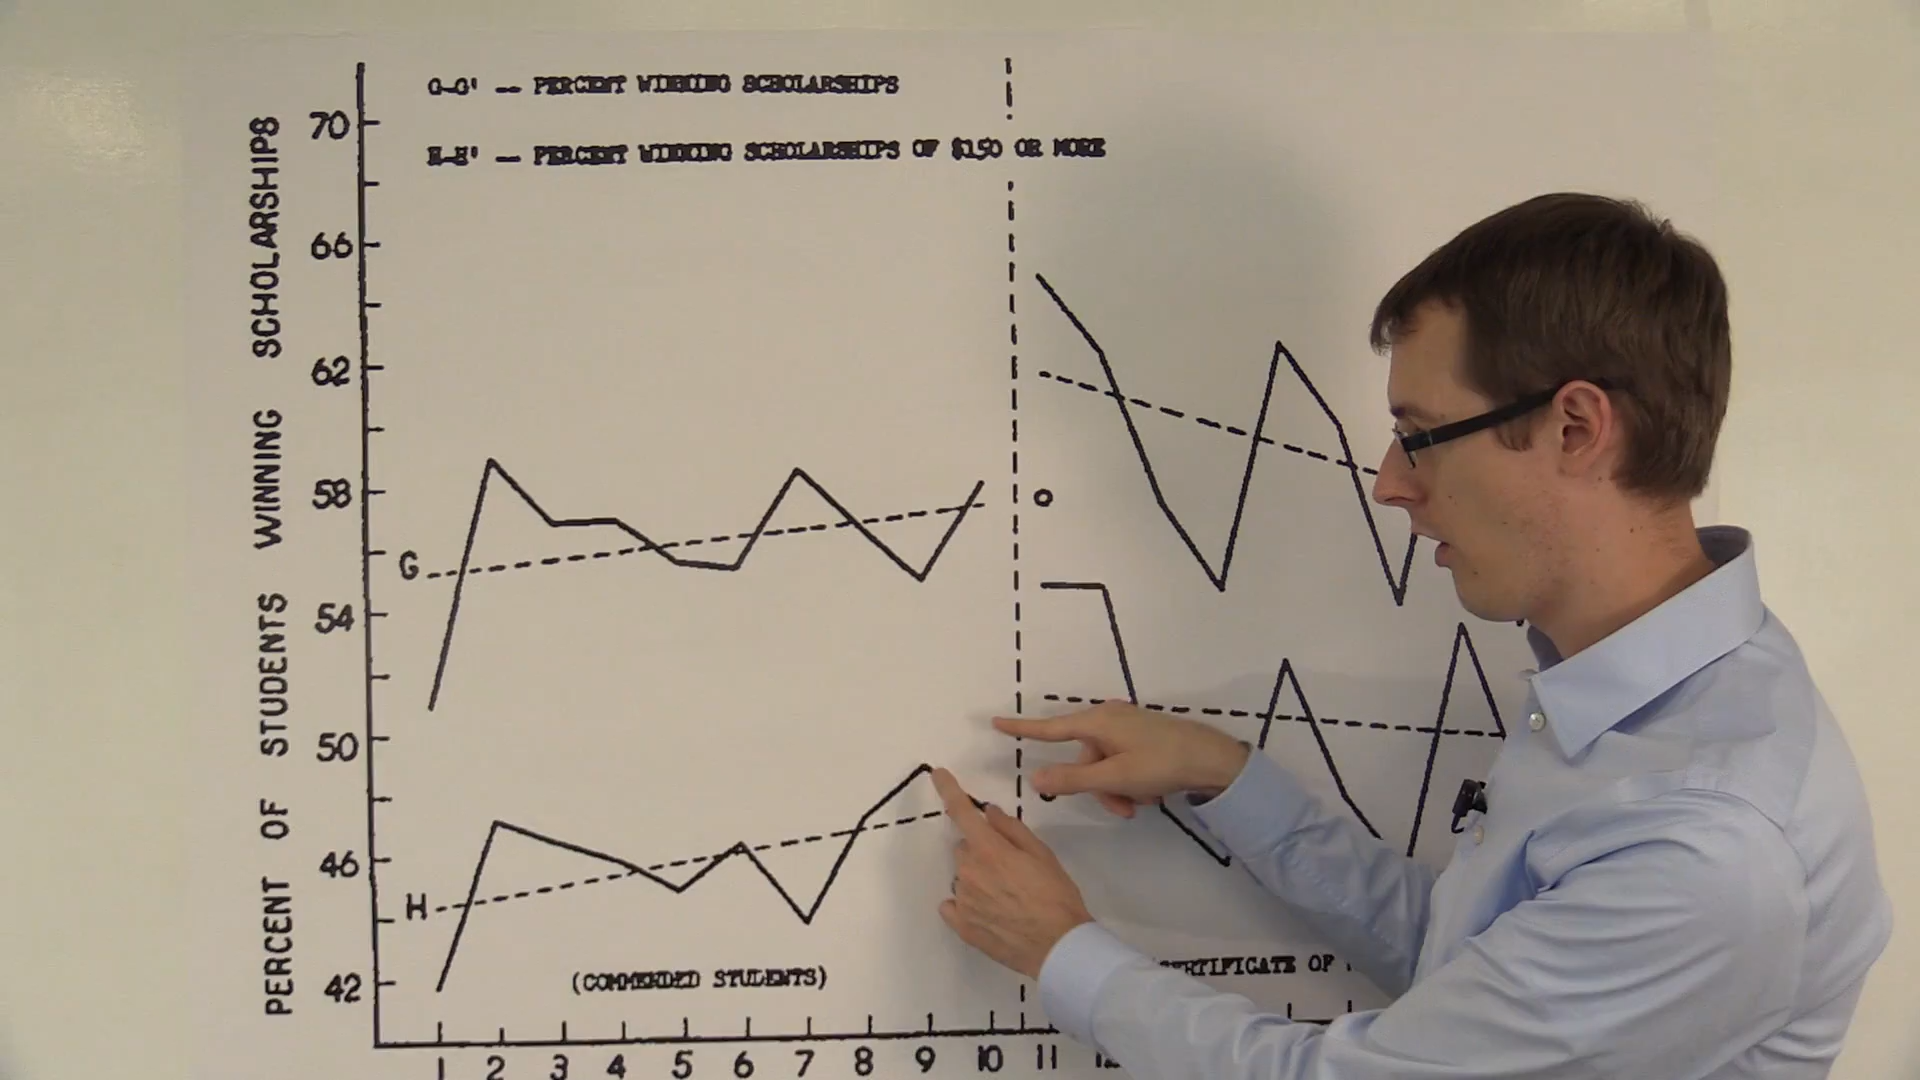 G-G' — PERCENT WINNING SCHOLARSHIPS
H-H' — PERCENT WINNING SCHOLARSHIPS OF $150 OR MORE
PERCENT OF STUDENTS WINNING SCHOLARSHIPS
70
66
62
58
54
50
46
42
G
H
(COMMENDED STUDENTS)
CERTIFICATE OF
1 2 3 4 5 6 7 8 9 10 11